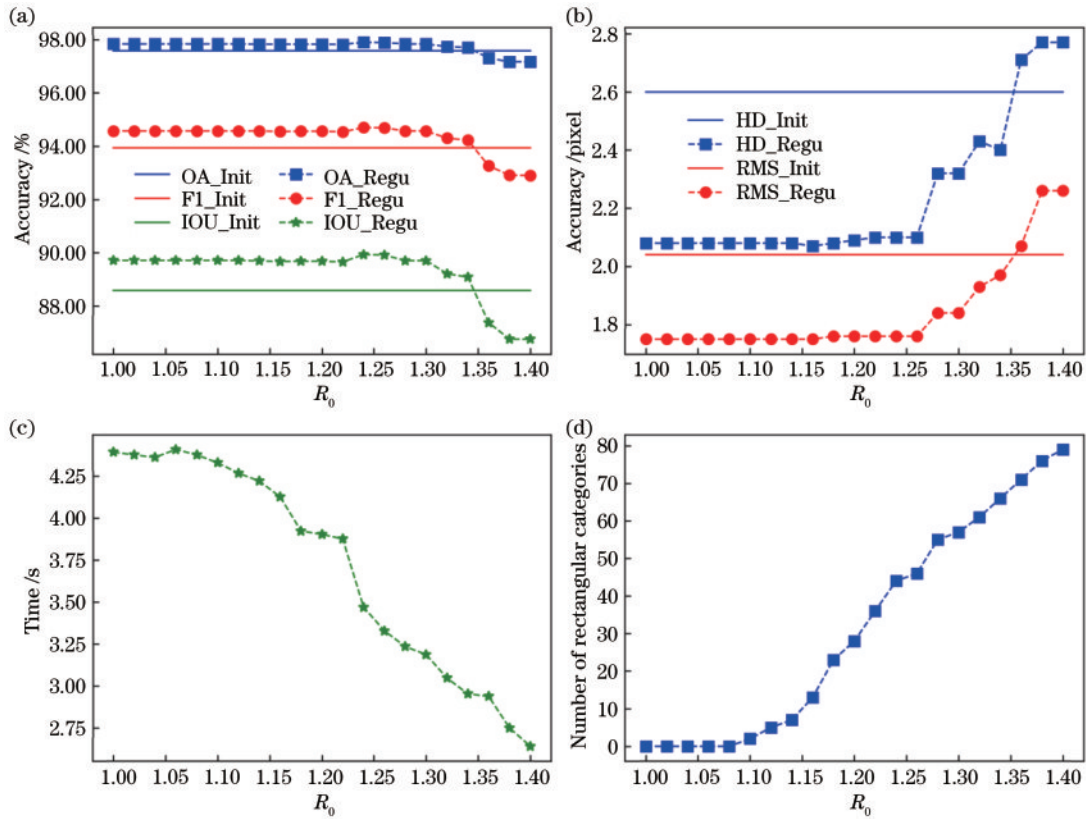 (a)
98.00
96.00
94.00
92.00
90.00
88.00
Accuracy /%
OA_Init
F1_Init
IOU_Init
OA_Regu
F1_Regu
IOU_Regu
1.00 1.05 1.10 1.15 1.20 1.25 1.30 1.35 1.40
R₀
(b)
2.8
2.6
2.4
2.2
2.0
1.8
Accuracy /pixel
HD_Init
HD_Regu
RMS_Init
RMS_Regu
1.00 1.05 1.10 1.15 1.20 1.25 1.30 1.35 1.40
R₀
(c)
4.25
4.00
3.75
3.50
3.25
3.00
2.75
Time /s
1.00 1.05 1.10 1.15 1.20 1.25 1.30 1.35 1.40
R₀
(d)
80
70
60
50
40
30
20
10
0
Number of rectangular categories
1.00 1.05 1.10 1.15 1.20 1.25 1.30 1.35 1.40
R₀